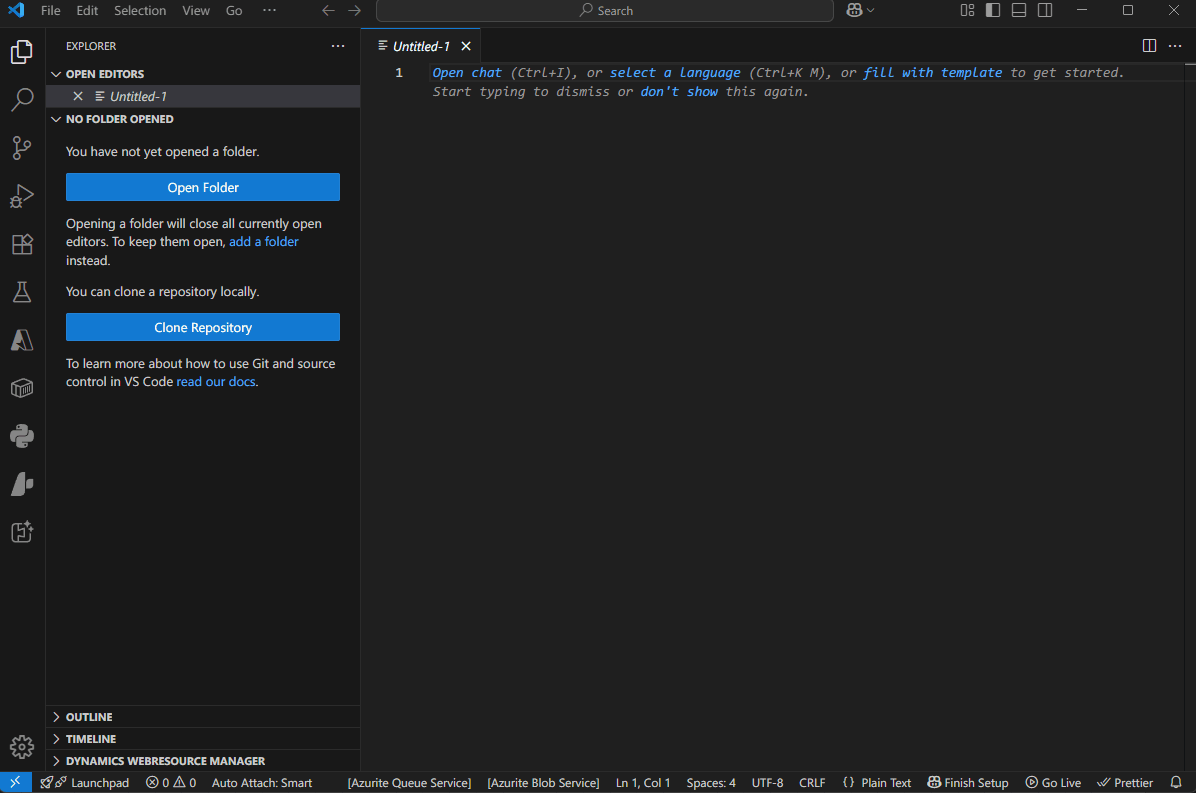 File Edit Selection View Go ··· Search
EXPLORER ···
OPEN EDITORS
Untitled-1
NO FOLDER OPENED
You have not yet opened a folder.
Open Folder
Opening a folder will close all currently open
editors. To keep them open, add a folder
instead.
You can clone a repository locally.
Clone Repository
To learn more about how to use Git and source
control in VS Code read our docs.
OUTLINE
TIMELINE
DYNAMICS WEBRESOURCE MANAGER
Untitled-1
1 Open chat (Ctrl+I), or select a language (Ctrl+K M), or fill with template to get started.
Start typing to dismiss or don't show this again.
Launchpad 0 0 Auto Attach: Smart [Azurite Queue Service] [Azurite Blob Service] Ln 1, Col 1 Spaces: 4 UTF-8 CRLF {} Plain Text Finish Setup Go Live Prettier